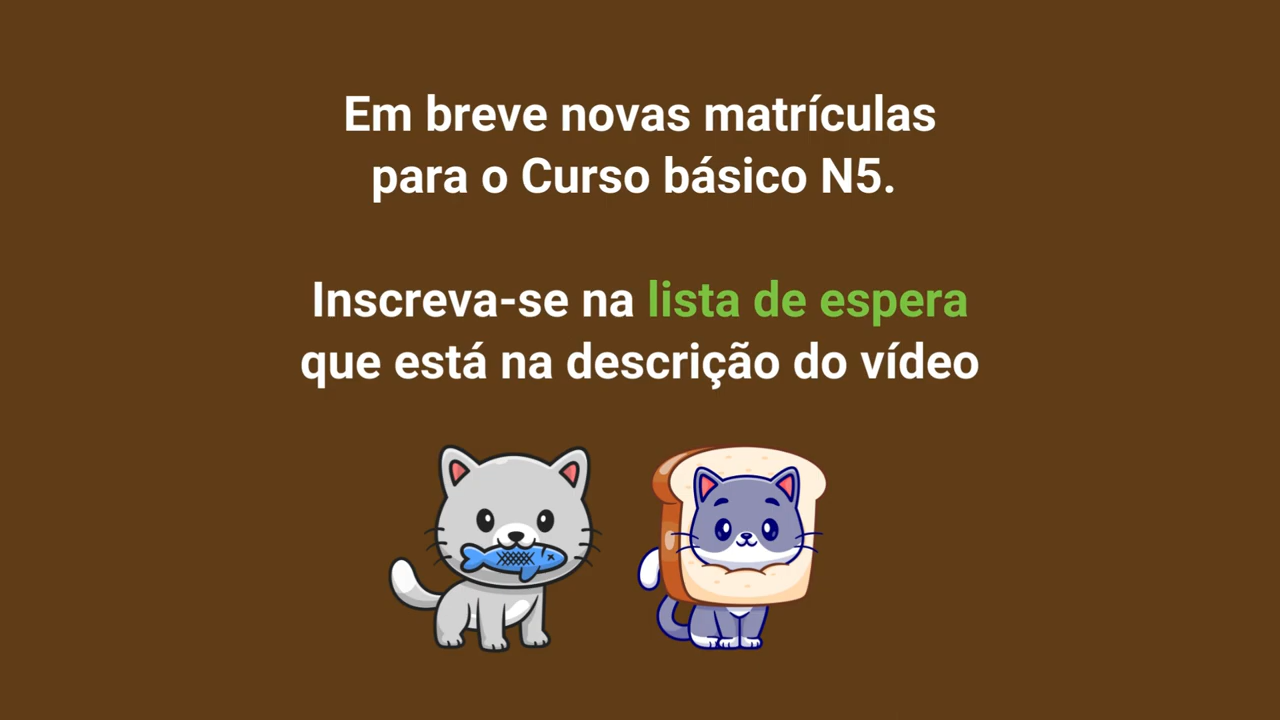 Em breve novas matrículas
para o Curso básico N5.
Inscreva-se na lista de espera
que está na descrição do vídeo